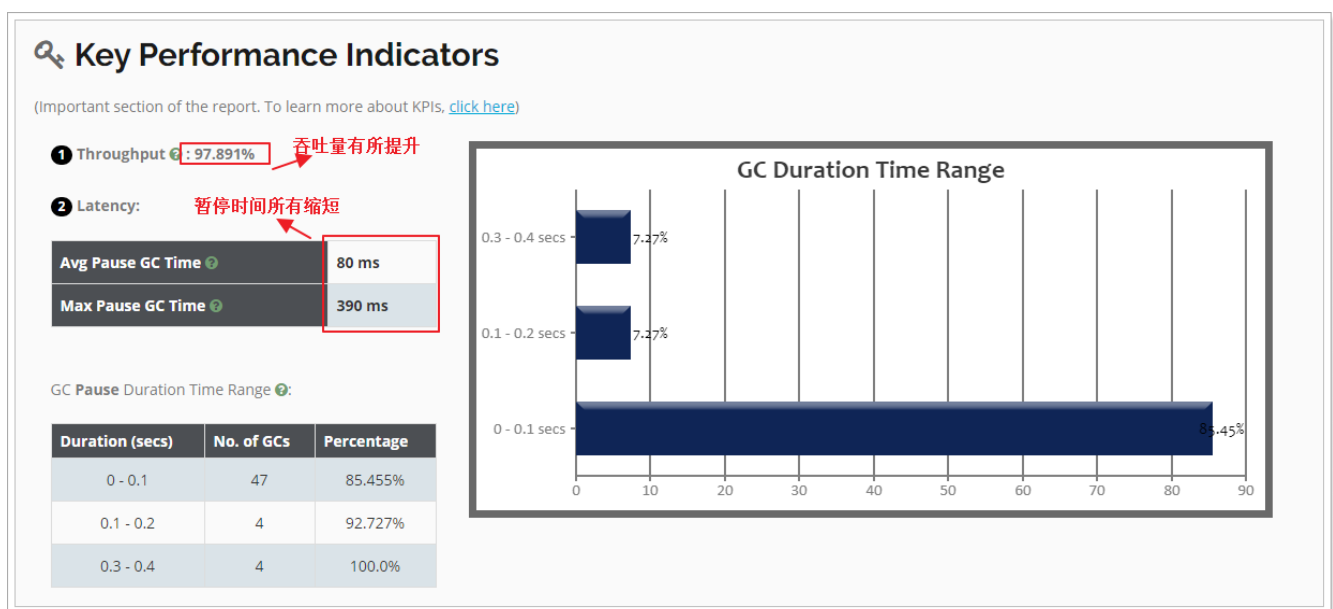 Key Performance Indicators
(Important section of the report. To learn more about KPIs, click here)
1 Throughput ? : 97.891%
吞吐量有所提升
2 Latency:
暂停时间所有缩短
Avg Pause GC Time ? 80 ms
Max Pause GC Time ? 390 ms
GC Pause Duration Time Range ?:
Duration (secs) No. of GCs Percentage
0 - 0.1 47 85.455%
0.1 - 0.2 4 92.727%
0.3 - 0.4 4 100.0%
GC Duration Time Range
0.3 - 0.4 secs 7.27%
0.1 - 0.2 secs 7.27%
0 - 0.1 secs 85.45%
0 10 20 30 40 50 60 70 80 90